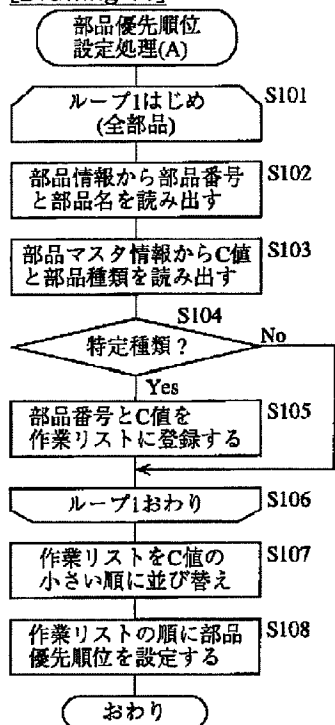 部品優先順位
設定処理(A)
ループ1はじめ
(全部品)
S101
部品情報から部品番号
と部品名を読み出す
S102
部品マスタ情報からC値
と部品種類を読み出す
S103
S104
特定種類?
No
Yes
部品番号とC値を
作業リストに登録する
S105
ループ1おわり
S106
作業リストをC値の
小さい順に並び替え
S107
作業リストの順に部品
優先順位を設定する
S108
おわり